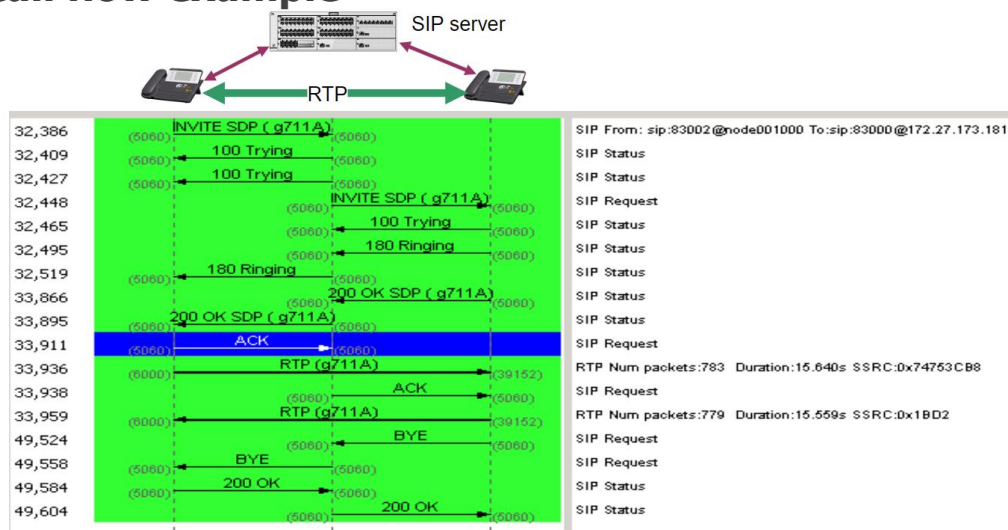 SIP server
RTP
32,386 (5060) INVITE SDP ( g711A) (5060) SIP From: sip:83002@node001000 To:sip:83000@172.27.173.181
32,409 (5060) 100 Trying (5060) SIP Status
32,427 (5060) 100 Trying (5060) SIP Status
32,448 (5060) INVITE SDP ( g711A) (5060) SIP Request
32,465 (5060) 100 Trying (5060) SIP Status
32,495 (5060) 180 Ringing (5060) SIP Status
32,519 (5060) 180 Ringing (5060) SIP Status
33,866 (5060) 200 OK SDP ( g711A) (5060) SIP Status
33,895 (5060) 200 OK SDP ( g711A) (5060) SIP Status
33,911 (5060) ACK (5060) SIP Request
33,936 (6000) RTP (g711A) (39152) RTP Num packets:783 Duration:15.640s SSRC:0x74753CB8
33,938 (5060) ACK (5060) SIP Request
33,959 (6000) RTP (g711A) (39152) RTP Num packets:779 Duration:15.559s SSRC:0x1BD2
49,524 (5060) BYE (5060) SIP Request
49,558 (5060) BYE (5060) SIP Request
49,584 (5060) 200 OK (5060) SIP Status
49,604 (5060) 200 OK (5060) SIP Status